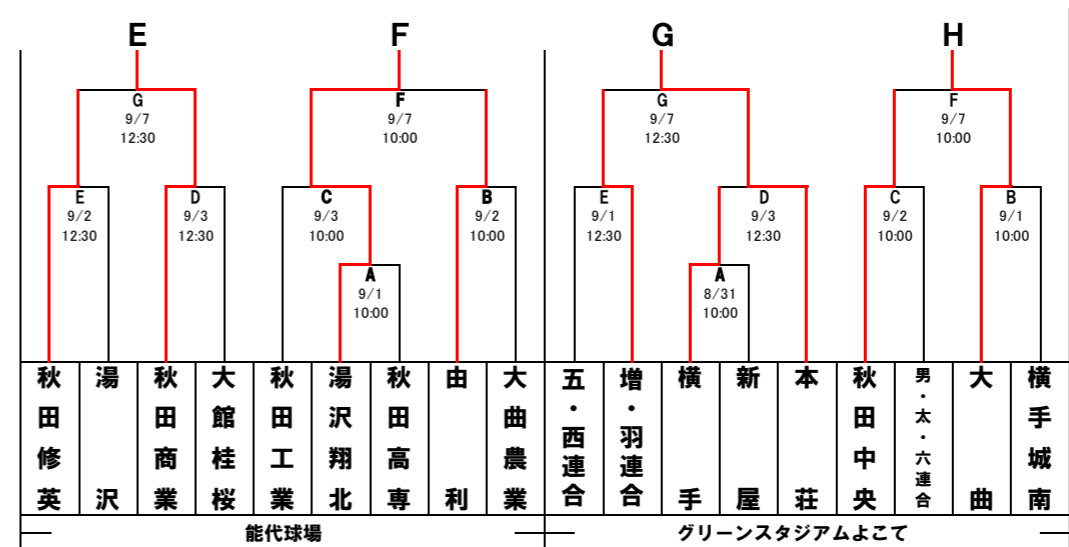 E F G H
G
9/7
12:30
F
9/7
10:00
G
9/7
12:30
F
9/7
10:00
E
9/2
12:30
D
9/3
12:30
C
9/3
10:00
B
9/2
10:00
E
9/1
12:30
D
9/3
12:30
C
9/2
10:00
B
9/1
10:00
A
9/1
10:00
A
8/31
10:00
秋田修英
湯沢
秋田商業
大館桂桜
秋田工業
湯沢翔北
秋田高専
由利
大曲農業
五・西連合
増・羽連合
横手
新屋
本荘
秋田中央
男・太・六連合
大曲
横手城南
能代球場
グリーンスタジアムよこて